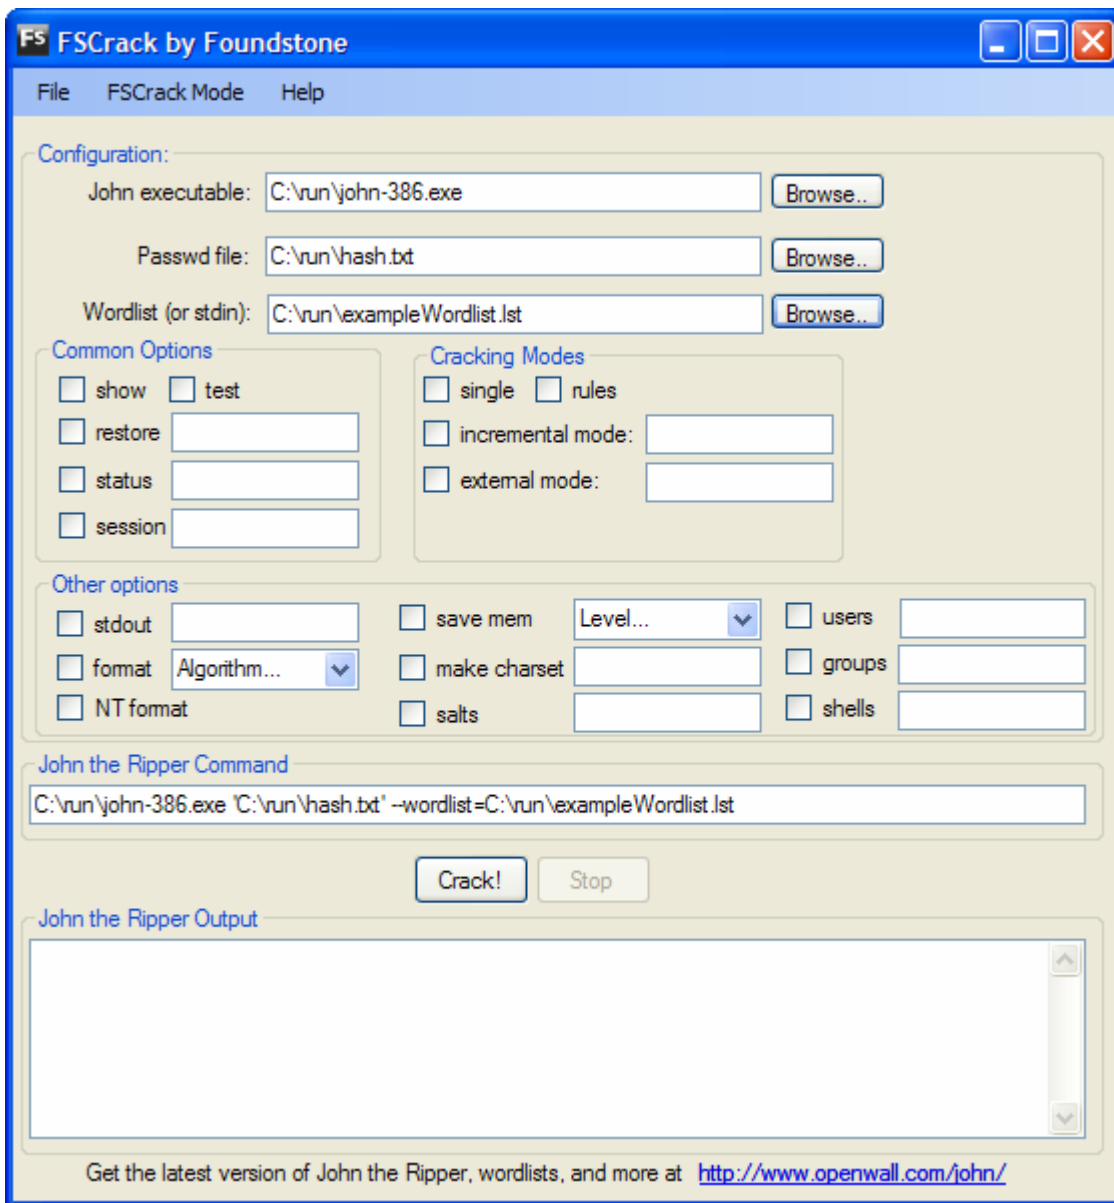 FS FSCrack by Foundstone
File FSCrack Mode Help
Configuration:
John executable: C:\run\john-386.exe Browse..
Passwd file: C:\run\hash.txt Browse..
Wordlist (or stdin): C:\run\exampleWordlist.lst Browse..
Common Options Cracking Modes
show test single rules
restore incremental mode:
status external mode:
session
Other options
stdout save mem Level... users
format Algorithm... make charset groups
NT format salts shells
John the Ripper Command
C:\run\john-386.exe "C:\run\hash.txt" --wordlist=C:\run\exampleWordlist.lst
Crack! Stop
John the Ripper Output
Get the latest version of John the Ripper, wordlists, and more at http://www.openwall.com/john/